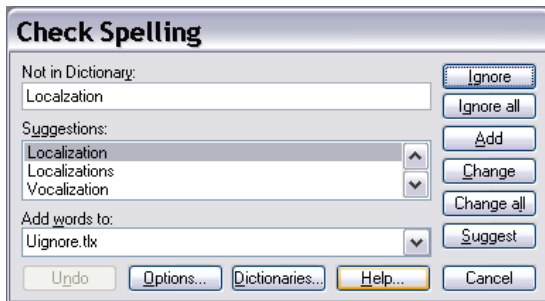 Check Spelling
Not in Dictionary:
Localzation
Suggestions:
Localization
Localizations
Vocalization
Add words to:
Uignore.tlx
Ignore
Ignore all
Add
Change
Change all
Suggest
Undo
Options...
Dictionaries...
Help...
Cancel